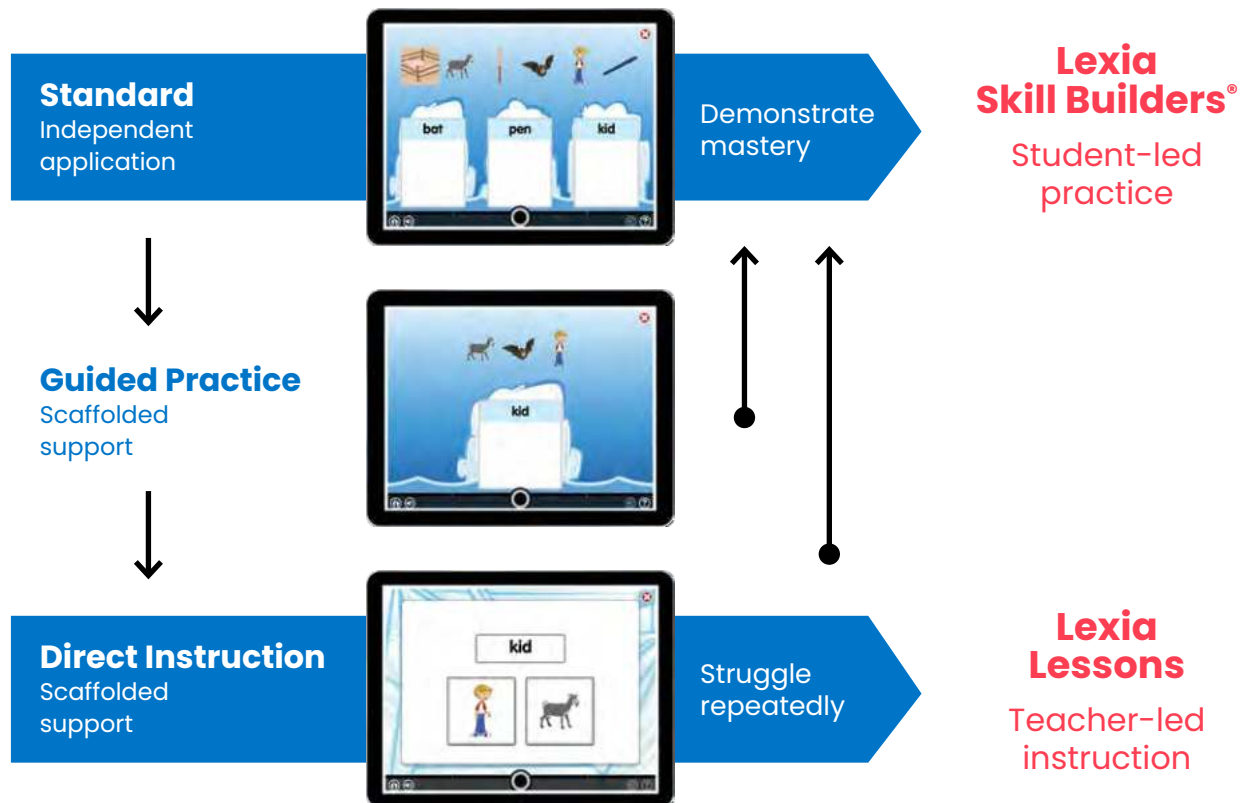 Standard
Independent
application
bat
pen
kid
Demonstrate
mastery
Lexia
Skill Builders®
Student-led
practice
Guided Practice
Scaffolded
support
kid
Direct Instruction
Scaffolded
support
kid
Struggle
repeatedly
Lexia
Lessons
Teacher-led
instruction